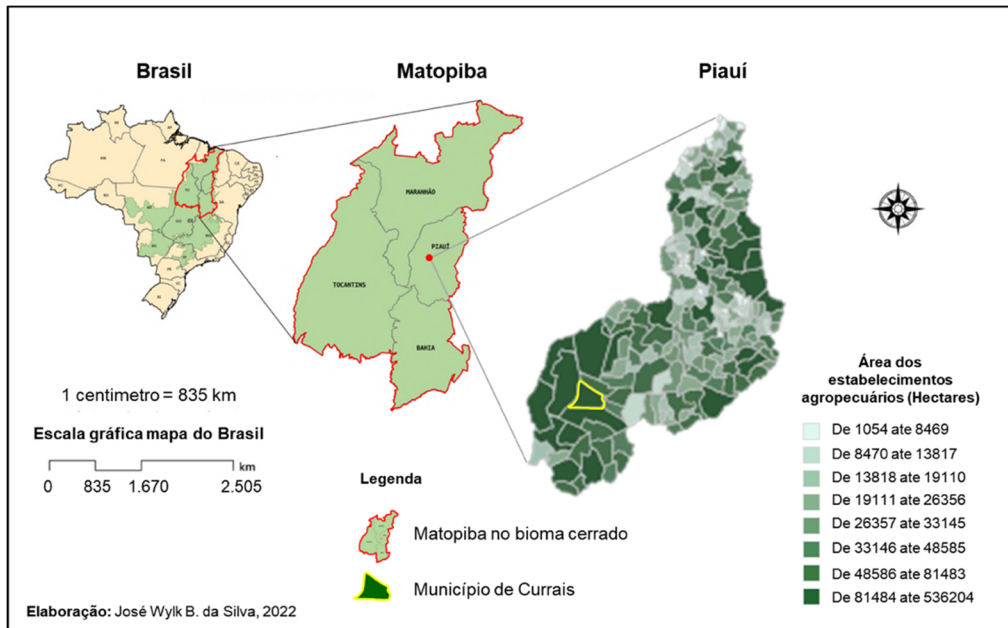 Brasil
Matopiba
Piauí
MARANHÃO
PIAUÍ
TOCANTINS
BAHIA
1 centimetro = 835 km
Escala gráfica mapa do Brasil
km
0 835 1.670 2.505
Legenda
Matopiba no bioma cerrado
Município de Currais
Área dos
estabelecimentos
agropecuários (Hectares)
De 1054 ate 8469
De 8470 ate 13817
De 13818 ate 19110
De 19111 ate 26356
De 26357 ate 33145
De 33146 ate 48585
De 48586 ate 81483
De 81484 ate 536204
Elaboração: José Wylk B. da Silva, 2022